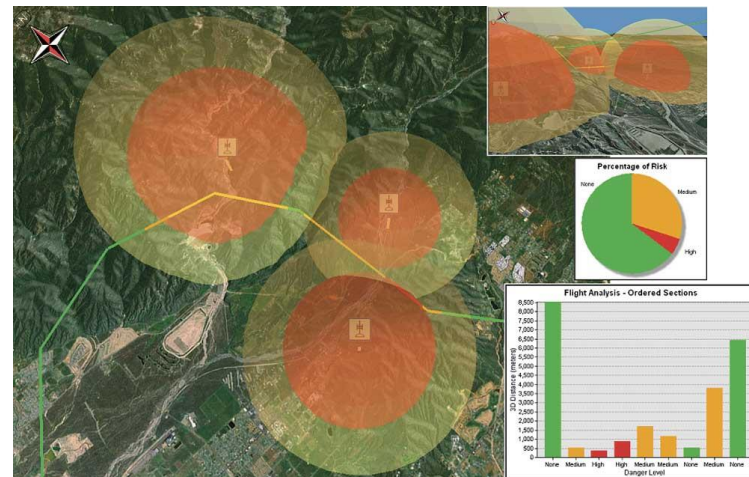 Percentage of Risk
None
Medium
High
Flight Analysis - Ordered Sections
3D Distance (meters)
8,500
8,000
7,500
7,000
6,500
6,000
5,500
5,000
4,500
4,000
3,500
3,000
2,500
2,000
1,500
1,000
500
0
None Medium High High Medium Medium None Medium None
Danger Level